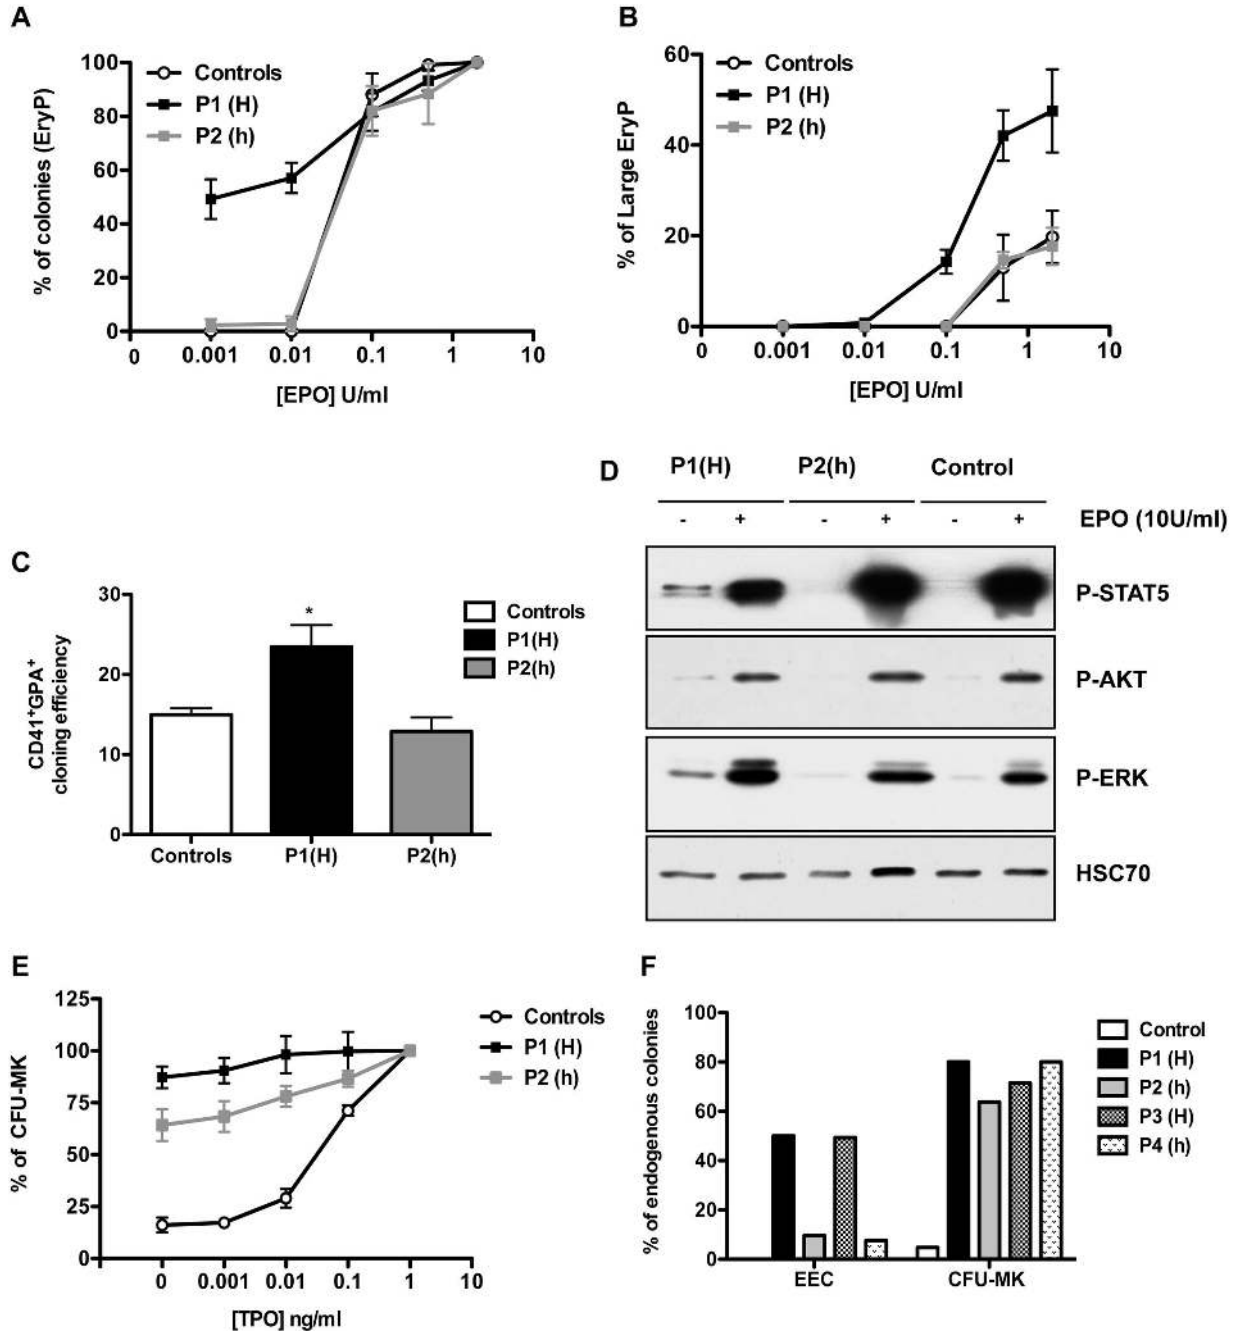 A
% of colonies (EryP)
100
80
60
40
20
0
Controls
P1 (H)
P2 (h)
0
0.001
0.01
0.1
1
10
[EPO] U/ml
B
% of Large EryP
60
40
20
0
Controls
P1 (H)
P2 (h)
0
0.001
0.01
0.1
1
10
[EPO] U/ml
C
CD41⁺GPA⁺
cloning efficiency
30
20
10
0
*
Controls
P1(H)
P2(h)
Controls
P1(H)
P2(h)
D
P1(H) P2(h) Control
- + - + - + EPO (10U/ml)
P-STAT5
P-AKT
P-ERK
HSC70
E
% of CFU-MK
125
100
75
50
25
0
Controls
P1 (H)
P2 (h)
0
0.001
0.01
0.1
1
10
[TPO] ng/ml
F
% of endogenous colonies
100
80
60
40
20
0
EEC
CFU-MK
Control
P1 (H)
P2 (h)
P3 (H)
P4 (h)